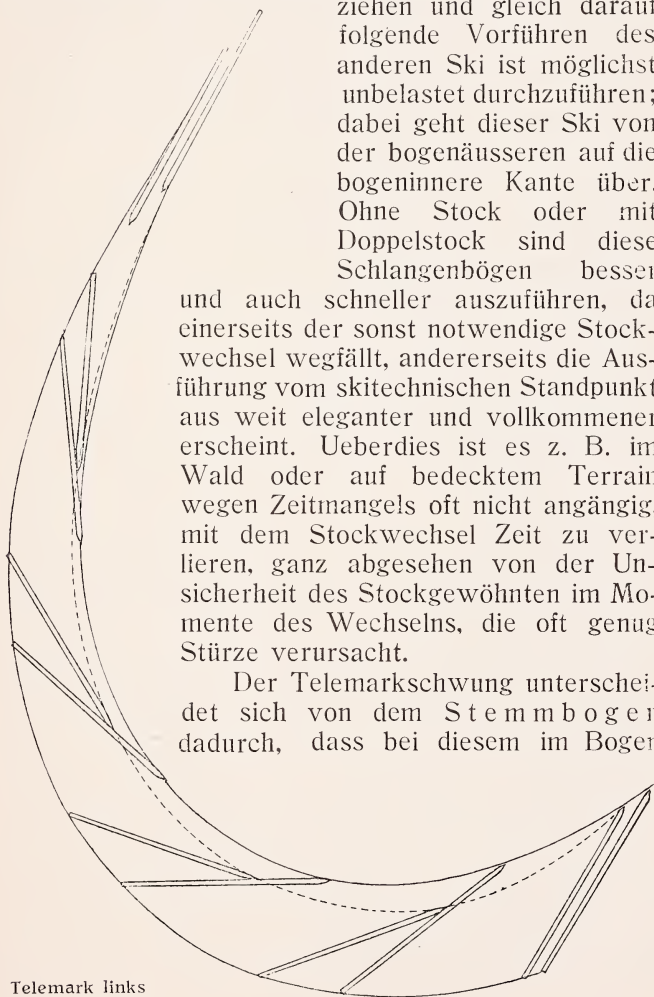 ziehen und gleich darauf
folgende Vorführen des
anderen Ski ist möglichst
unbelastet durchzuführen;
dabei geht dieser Ski von
der bogenäusseren auf die
bogeninnere Kante über.
Ohne Stock oder mit
Doppelstock sind diese
Schlangenbögen besser
und auch schneller auszuführen, da
einerseits der sonst notwendige Stock-
wechsel wegfällt, andererseits die Aus-
führung vom skitechnischen Standpunkt
aus weit eleganter und vollkommener
erscheint. Ueberdies ist es z. B. im
Wald oder auf bedecktem Terrain
wegen Zeitmangels oft nicht angängig,
mit dem Stockwechsel Zeit zu ver-
lieren, ganz abgesehen von der Un-
sicherheit des Stockgewöhnten im Mo-
mente des Wechselns, die oft genug
Stürze verursacht.
Der Telemarkschwung unterschei-
det sich von dem Stemmbogen
dadurch, dass bei diesem im Bogen
Telemark links